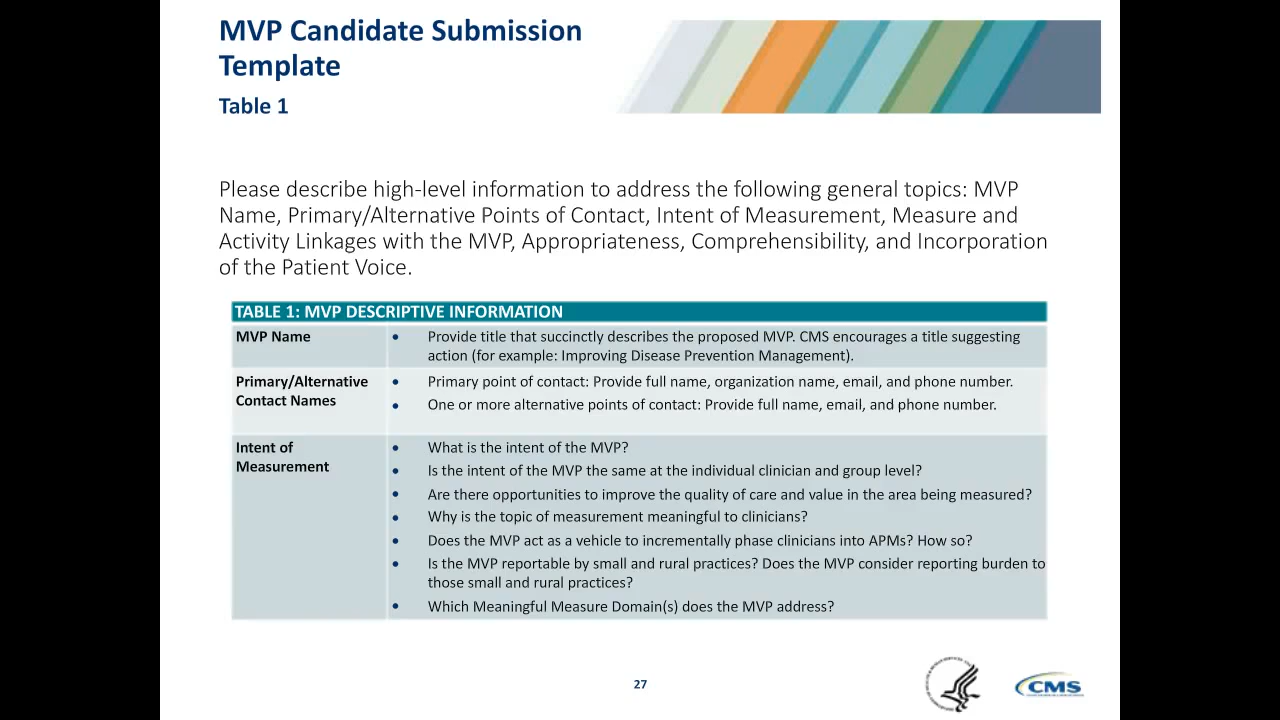 MVP Candidate Submission
Template
Table 1
Please describe high-level information to address the following general topics: MVP
Name, Primary/Alternative Points of Contact, Intent of Measurement, Measure and
Activity Linkages with the MVP, Appropriateness, Comprehensibility, and Incorporation
of the Patient Voice.
TABLE 1: MVP DESCRIPTIVE INFORMATION
MVP Name
• Provide title that succinctly describes the proposed MVP. CMS encourages a title suggesting
action (for example: Improving Disease Prevention Management).
Primary/Alternative
Contact Names
• Primary point of contact: Provide full name, organization name, email, and phone number.
• One or more alternative points of contact: Provide full name, email, and phone number.
Intent of
Measurement
• What is the intent of the MVP?
• Is the intent of the MVP the same at the individual clinician and group level?
• Are there opportunities to improve the quality of care and value in the area being measured?
• Why is the topic of measurement meaningful to clinicians?
• Does the MVP act as a vehicle to incrementally phase clinicians into APMs? How so?
• Is the MVP reportable by small and rural practices? Does the MVP consider reporting burden to
those small and rural practices?
• Which Meaningful Measure Domain(s) does the MVP address?
27
CMS